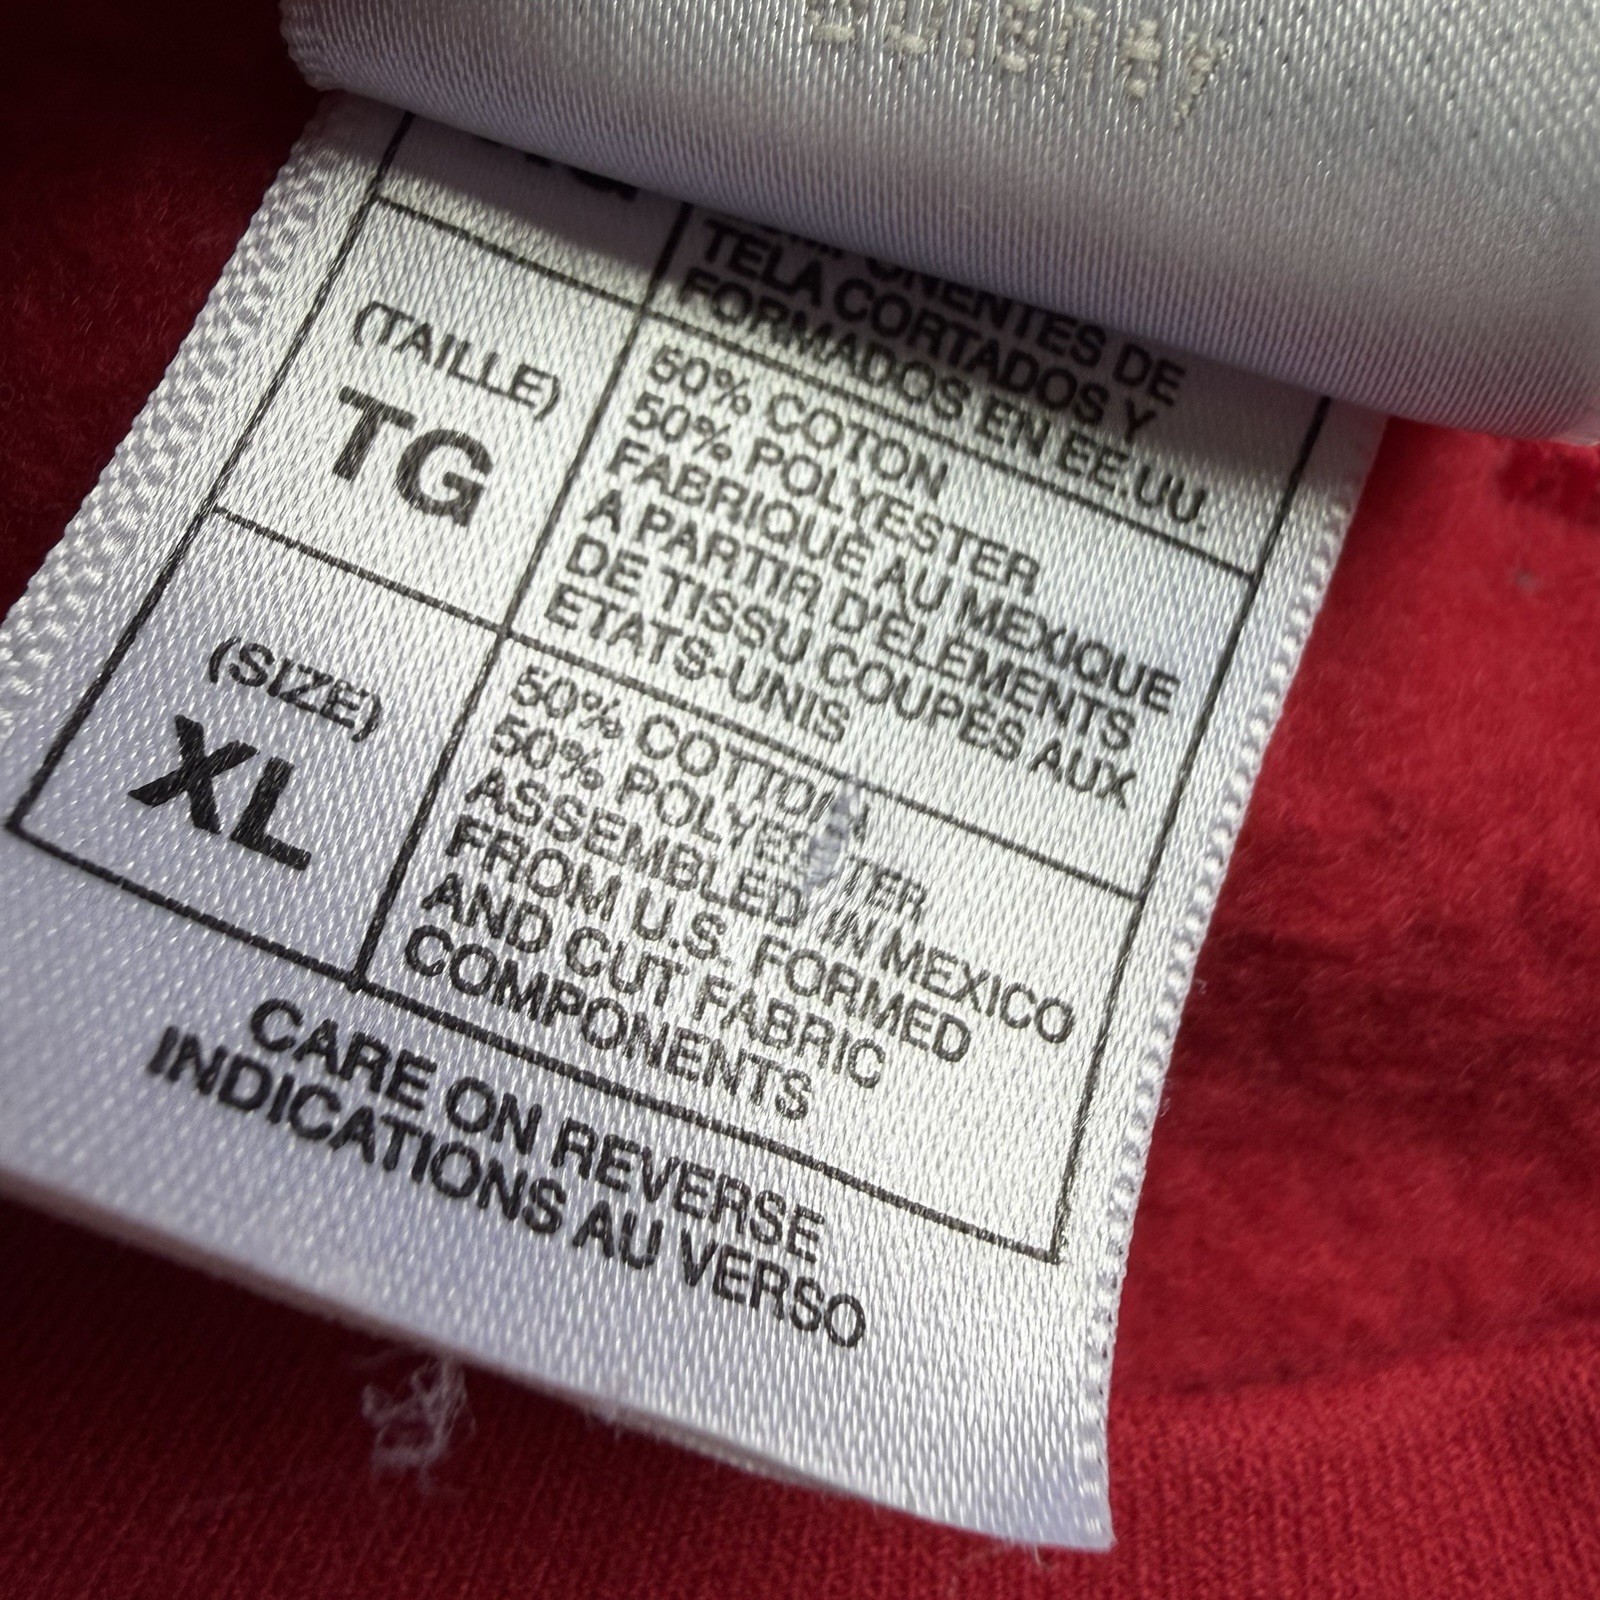 TELA CORTADOS Y
FORMADOS EN EE.UU.
(TAILLE)
TG
50% COTON
50% POLYESTER
FABRIQUÉ AU MEXIQUE
A PARTIR D'ELEMENTS
DE TISSU COUPÉS AUX
ETATS-UNIS
(SIZE)
XL
50% COTTON
50% POLYESTER
ASSEMBLED IN MEXICO
FROM U.S. FORMED
AND CUT FABRIC
COMPONENTS
CARE ON REVERSE
INDICATIONS AU VERSO